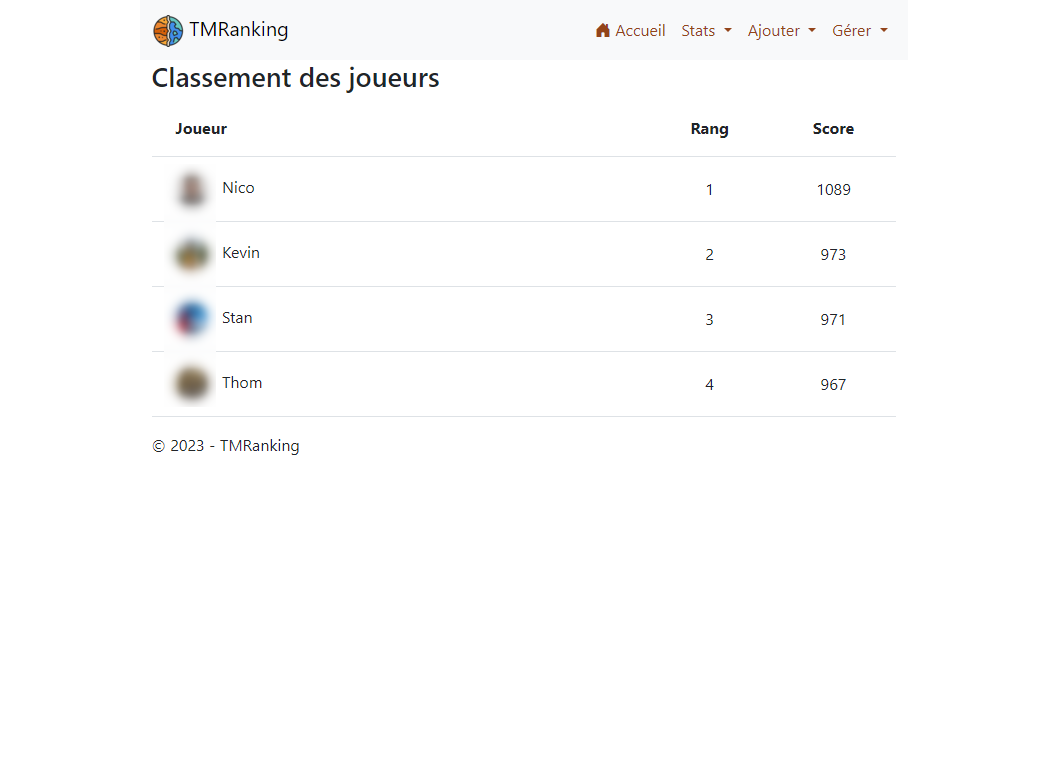 TMRanking Accueil Stats Ajouter Gérer
Classement des joueurs
Joueur Rang Score
Nico 1 1089
Kevin 2 973
Stan 3 971
Thom 4 967
© 2023 - TMRanking